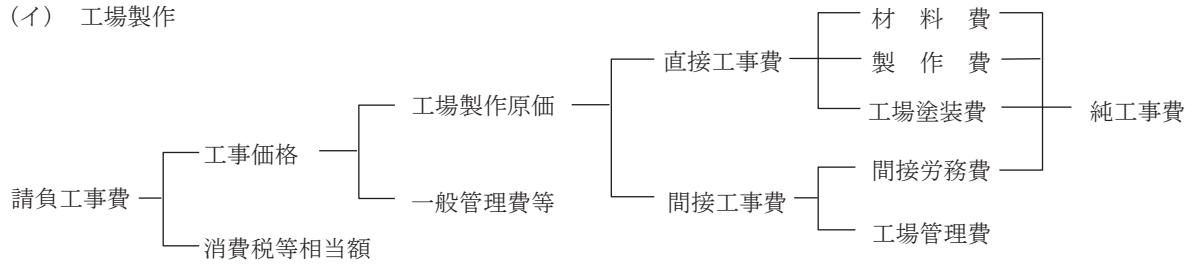 (イ) 工場製作
材 料 費
直接工事費
製 作 費
工場製作原価
工場塗装費
純工事費
工事価格
間接労務費
請負工事費
一般管理費等
間接工事費
工場管理費
消費税等相当額